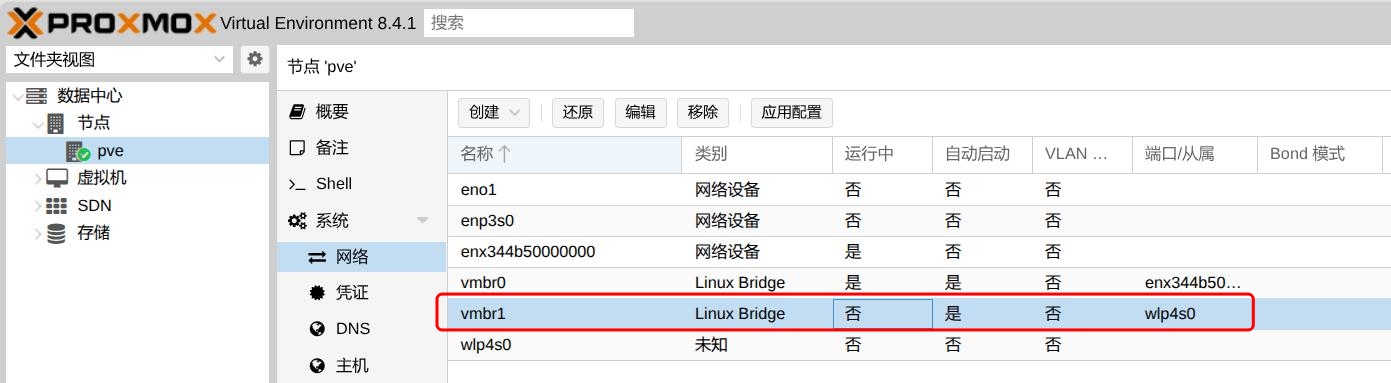 PROXMOX Virtual Environment 8.4.1 搜索
文件夹视图
数据中心
节点
pve
虚拟机
SDN
存储
节点 'pve'
概要
备注
Shell
系统
网络
凭证
DNS
主机
创建 还原 编辑 移除 应用配置
名称 类别 运行中 自动启动 VLAN ... 端口/从属 Bond 模式
eno1 网络设备 否 否 否
enp3s0 网络设备 否 否 否
enx344b50000000 网络设备 是 否 否
vmbr0 Linux Bridge 是 是 否 enx344b50...
vmbr1 Linux Bridge 否 是 否 wlp4s0
wlp4s0 未知 否 否 否